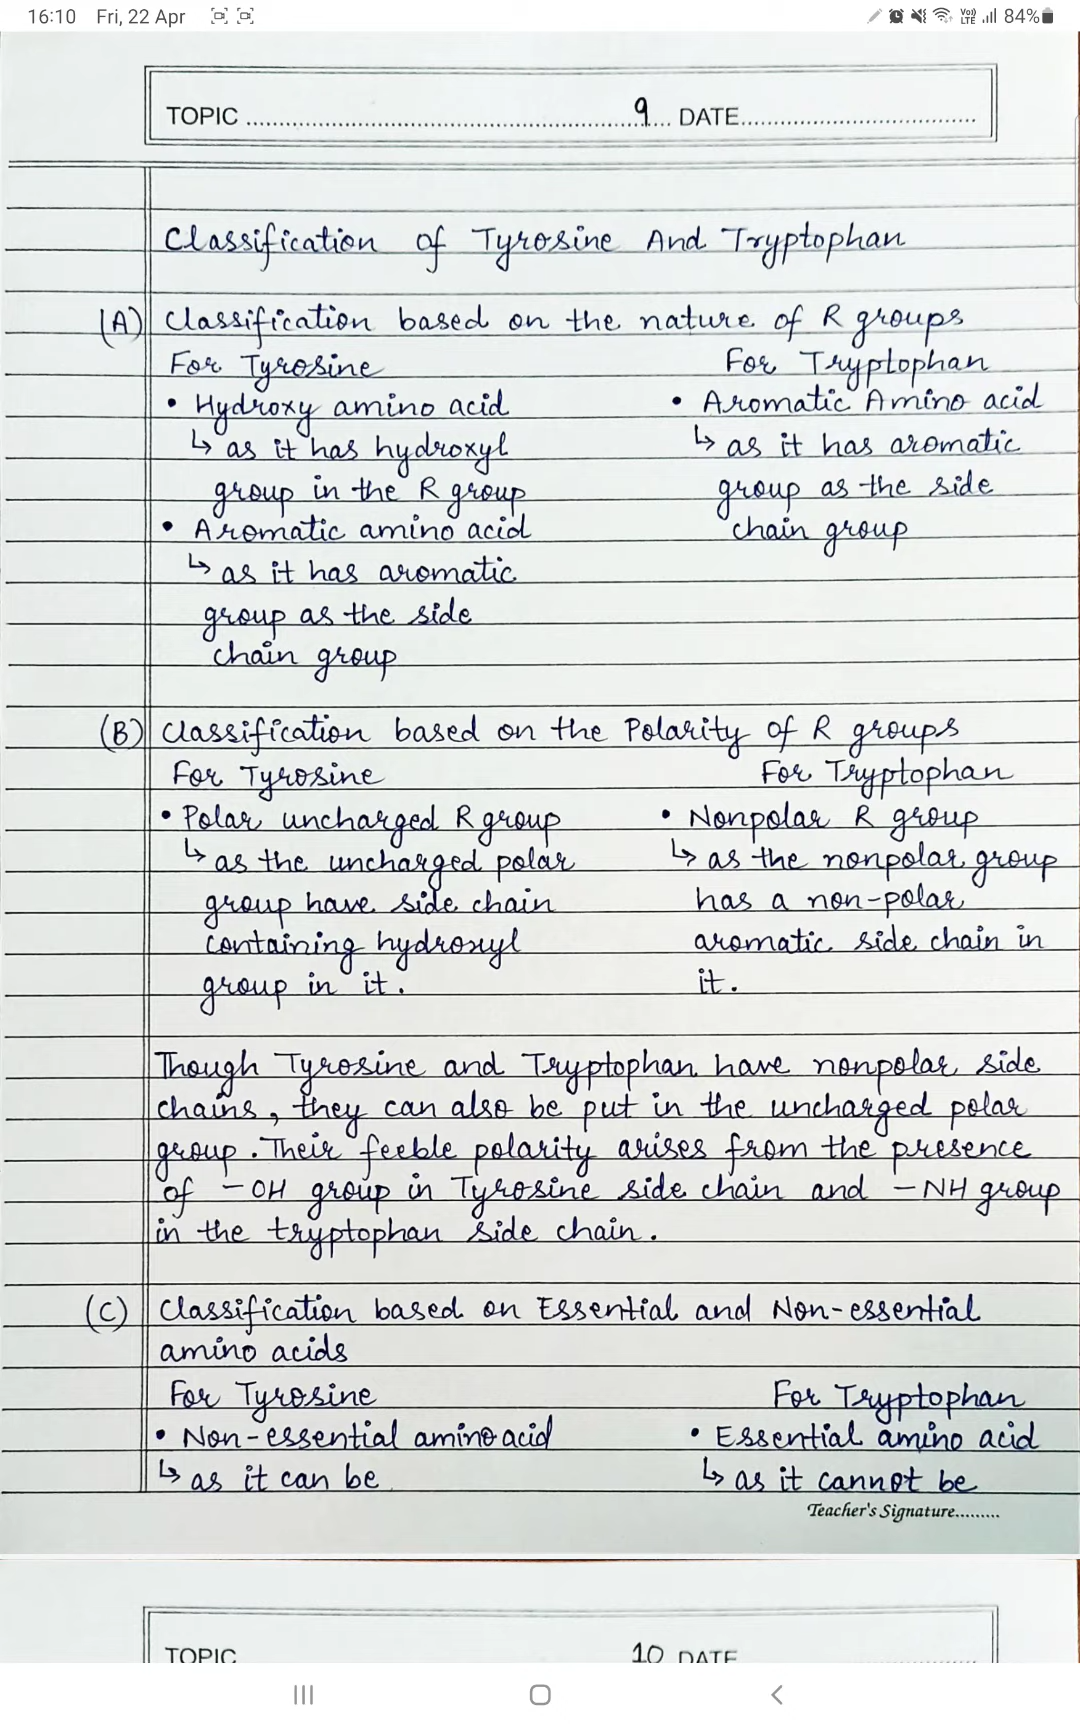 16:10 Fri, 22 Apr 84%
TOPIC 9 DATE
Classification of Tyrosine And Tryptophan
(A) Classification based on the nature of R groups
For Tyrosine For Tryptophan
• Hydroxy amino acid • Aromatic Amino acid
↳ as it has hydroxyl ↳ as it has aromatic
group in the R group group as the side
• Aromatic amino acid chain group
↳ as it has aromatic
group as the side
chain group
(B) Classification based on the Polarity of R groups
For Tyrosine For Tryptophan
• Polar uncharged R group • Nonpolar R group
↳ as the uncharged polar ↳ as the nonpolar group
group have side chain has a non-polar
containing hydroxyl aromatic side chain in
group in it. it.
Though Tyrosine and Tryptophan have nonpolar side
chains, they can also be put in the uncharged polar
group. Their feeble polarity arises from the presence
of -OH group in Tyrosine side chain and -NH group
in the tryptophan side chain.
(C) Classification based on Essential and Non-essential
amino acids
For Tyrosine For Tryptophan
• Non-essential amino acid • Essential amino acid
↳ as it can be ↳ as it cannot be
Teacher's Signature.........
TOPIC 10 DATE